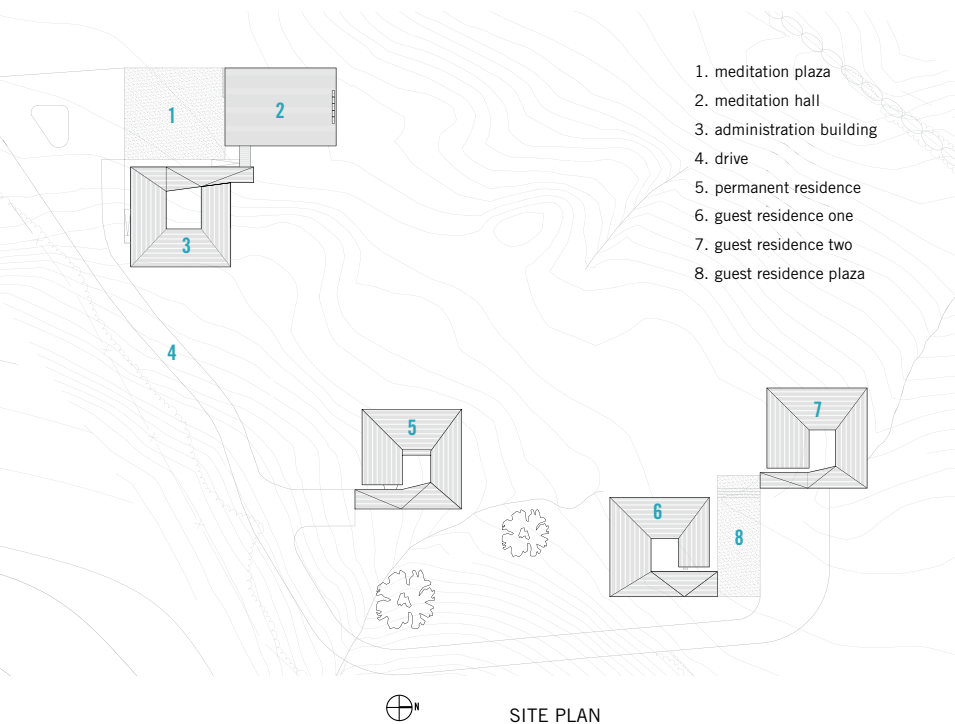 1. meditation plaza
2. meditation hall
3. administration building
4. drive
5. permanent residence
6. guest residence one
7. guest residence two
8. guest residence plaza
1
2
3
4
5
6
7
8
N
SITE PLAN